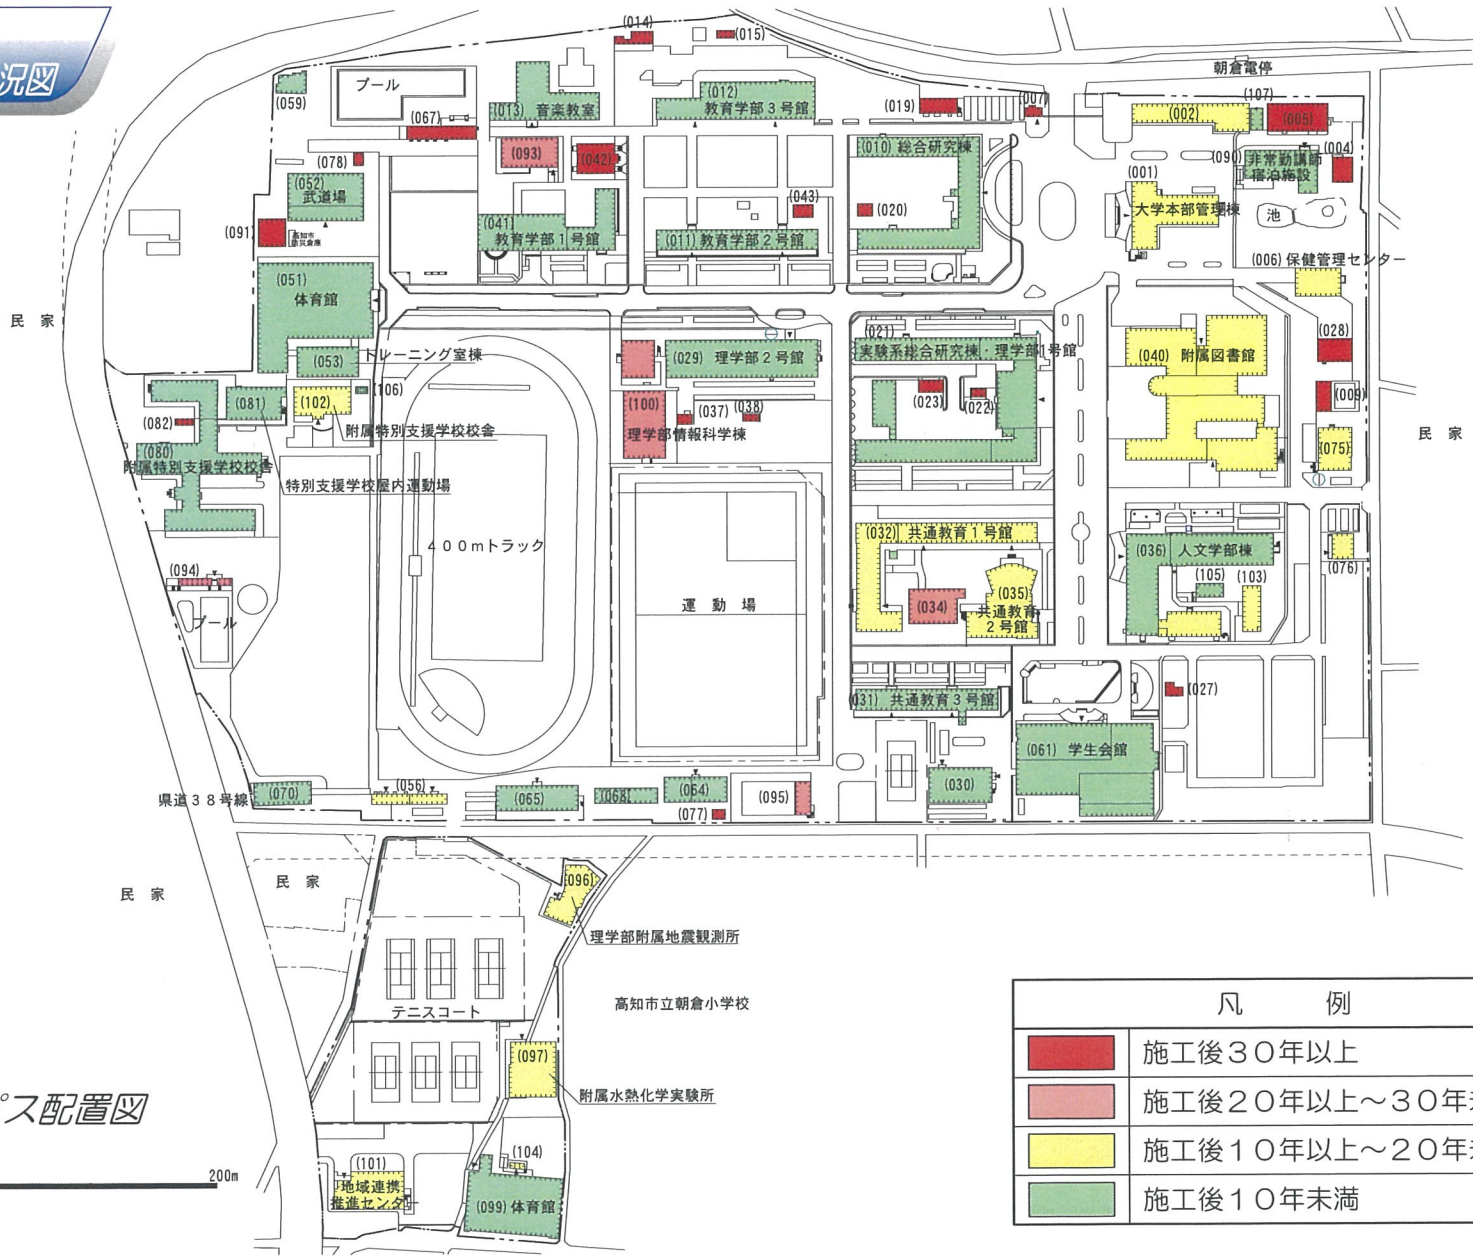 況図
(014)
(015)
朝倉電停
プール
(059)
(012)
教育学部3号館
(013) 音楽教室
(019)
(007)
(002)
(107)
(005)
(067)
(078)
(093)
(042)
(010) 総合研究棟
(090)
非常勤講師
宿泊施設
(004)
(001)
大学本部管理棟
池
(052)
武道場
(043)
(020)
(091)
高知市
防災倉庫
(041)
教育学部1号館
(011) 教育学部2号館
(006) 保健管理センター
(051)
体育館
民 家
(053)
トレーニング室棟
(029) 理学部2号館
(021)
実験系総合研究棟・理学部1号館
(040) 附属図書館
(028)
(106)
(081)
(102)
(100)
(037)
(038)
(023)
(022)
(009)
(082)
附属特別支援学校校舎
理学部情報科学棟
民 家
(075)
(080)
附属特別支援学校校舎
特別支援学校屋内運動場
400mトラック
(032) 共通教育1号館
(036) 人文学部棟
(076)
(094)
プール
運動場
(034)
(035)
共通教育
2号館
(105)
(103)
(031) 共通教育3号館
(027)
(061) 学生会館
県道38号線
(070)
(056)
(065)
(068)
(064)
(077)
(095)
(030)
民 家
民 家
(096)
理学部附属地震観測所
高知市立朝倉小学校
テニスコート
(097)
附属水熱化学実験所
(104)
(101)
地域連携
推進センター
(099) 体育館
パス配置図
200m
凡 例
施工後30年以上
施工後20年以上～30年未
施工後10年以上～20年未
施工後10年未満